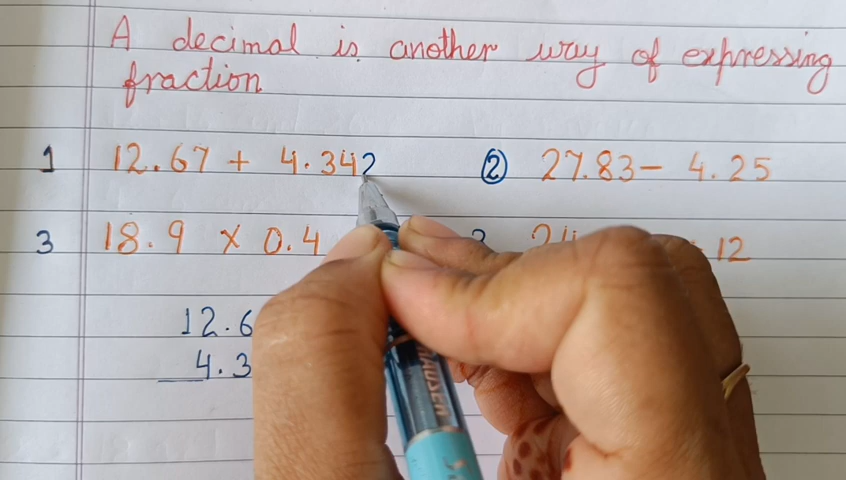 A decimal is another way of expressing
fraction
1 12.67 + 4.342 ② 27.83 - 4.25
3 18.9 × 0.4 12
12.6
4.3